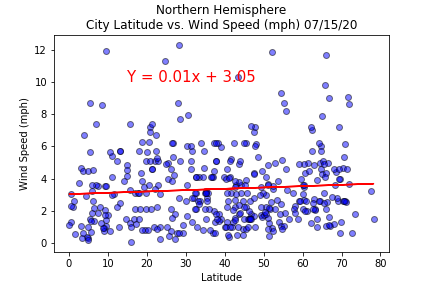 Northern Hemisphere
City Latitude vs. Wind Speed (mph) 07/15/20
12
10
8
6
4
2
0
Wind Speed (mph)
Y = 0.01x + 3.05
0 10 20 30 40 50 60 70 80
Latitude